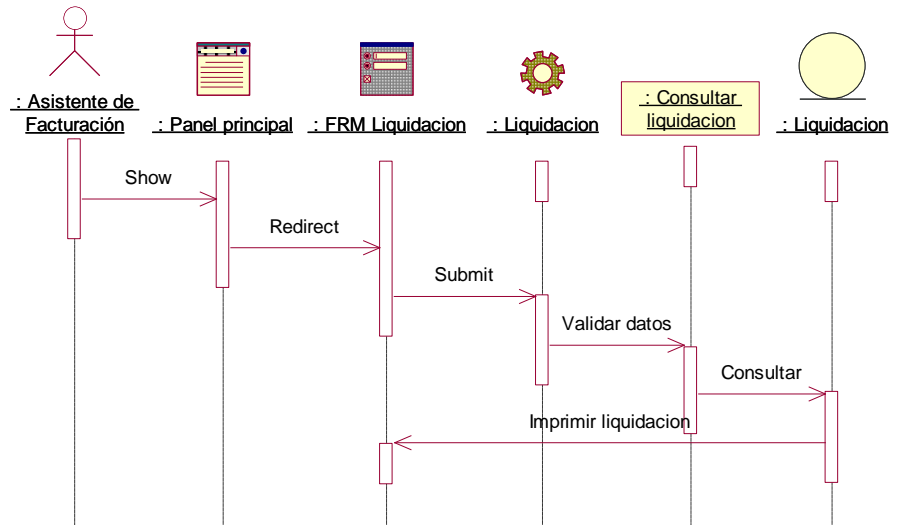 : Asistente de
Facturación
: Panel principal
: FRM Liquidacion
: Liquidacion
: Consultar
liquidacion
: Liquidacion
Show
Redirect
Submit
Validar datos
Consultar
Imprimir liquidacion